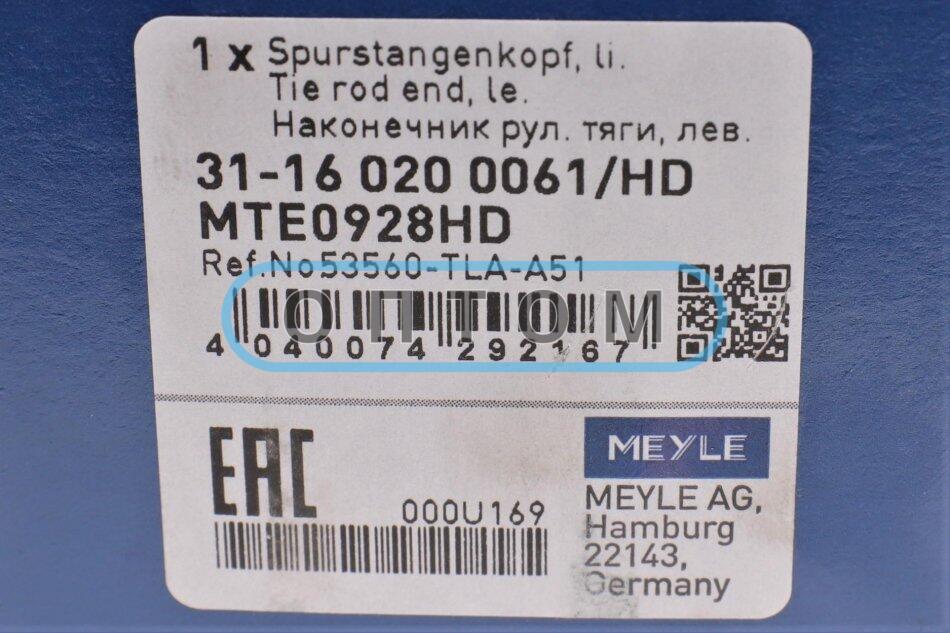 1 x Spurstangenkopf, li.
Tie rod end, le.
Наконечник рул. тяги, лев.
31-16 020 0061/HD
MTE0928HD
Ref.No53560-TLA-A51
ОПТОМ
4 040074 292167
EAC
MEYLE
000U169
MEYLE AG,
Hamburg
22143,
Germany